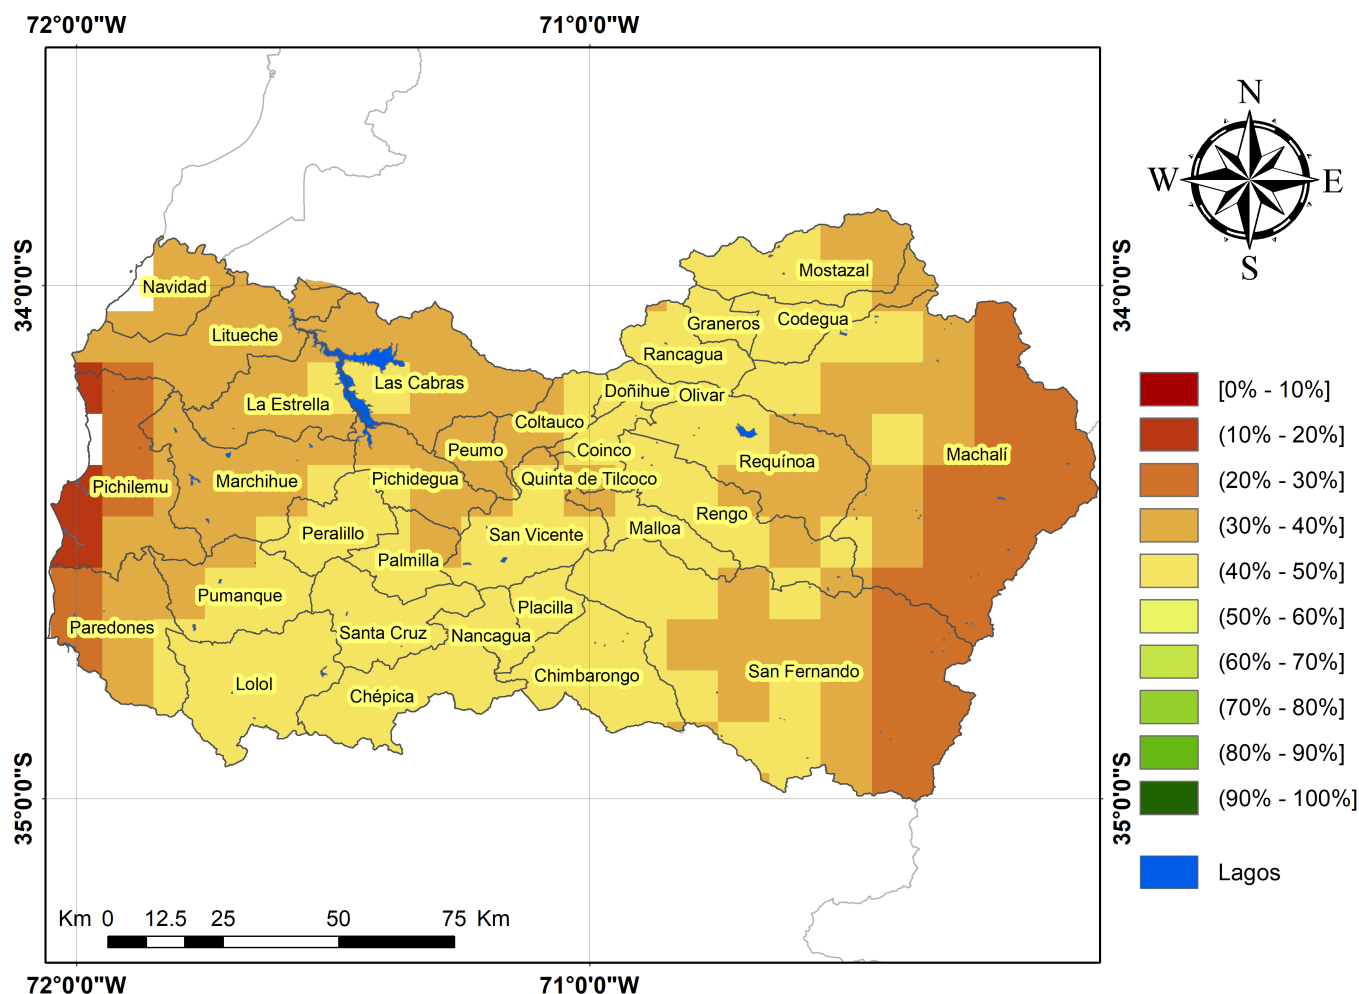 72°0'0"W
71°0'0"W
34°0'0"S
34°0'0"S
35°0'0"S
35°0'0"S
N
W
E
S
Mostazal
Navidad
Codegua
Graneros
Litueche
Rancagua
Las Cabras
Doñihue
Olivar
La Estrella
Coltauco
Peumo
Coinco
Machalí
Requínoa
Pichidegua
Quinta de Tilcoco
Marchihue
Pichilemu
Rengo
Malloa
Peralillo
San Vicente
Palmilla
Pumanque
Placilla
Paredones
Santa Cruz
Nancagua
San Fernando
Chimbarongo
Lolol
Chépica
[0% - 10%]
(10% - 20%]
(20% - 30%]
(30% - 40%]
(40% - 50%]
(50% - 60%]
(60% - 70%]
(70% - 80%]
(80% - 90%]
(90% - 100%]
Lagos
Km 0 12.5 25 50 75 Km
72°0'0"W
71°0'0"W